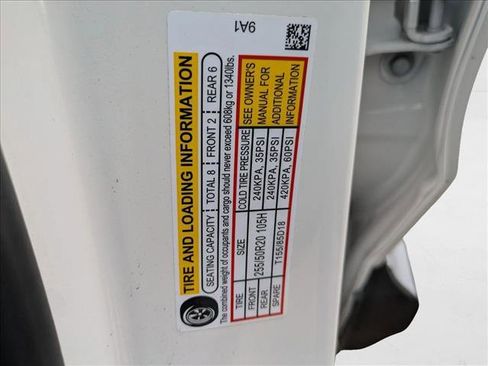 9A1
TIRE AND LOADING INFORMATION
SEATING CAPACITY TOTAL 8 FRONT 2 REAR 6
The combined weight of occupants and cargo should never exceed 608kg or 1340lbs.
TIRE SIZE COLD TIRE PRESSURE
FRONT 255/50R20 105H 240KPA, 35PSI
REAR 240KPA, 35PSI
SPARE T155/85D18 420KPA, 60PSI
SEE OWNER'S
MANUAL FOR
ADDITIONAL
INFORMATION